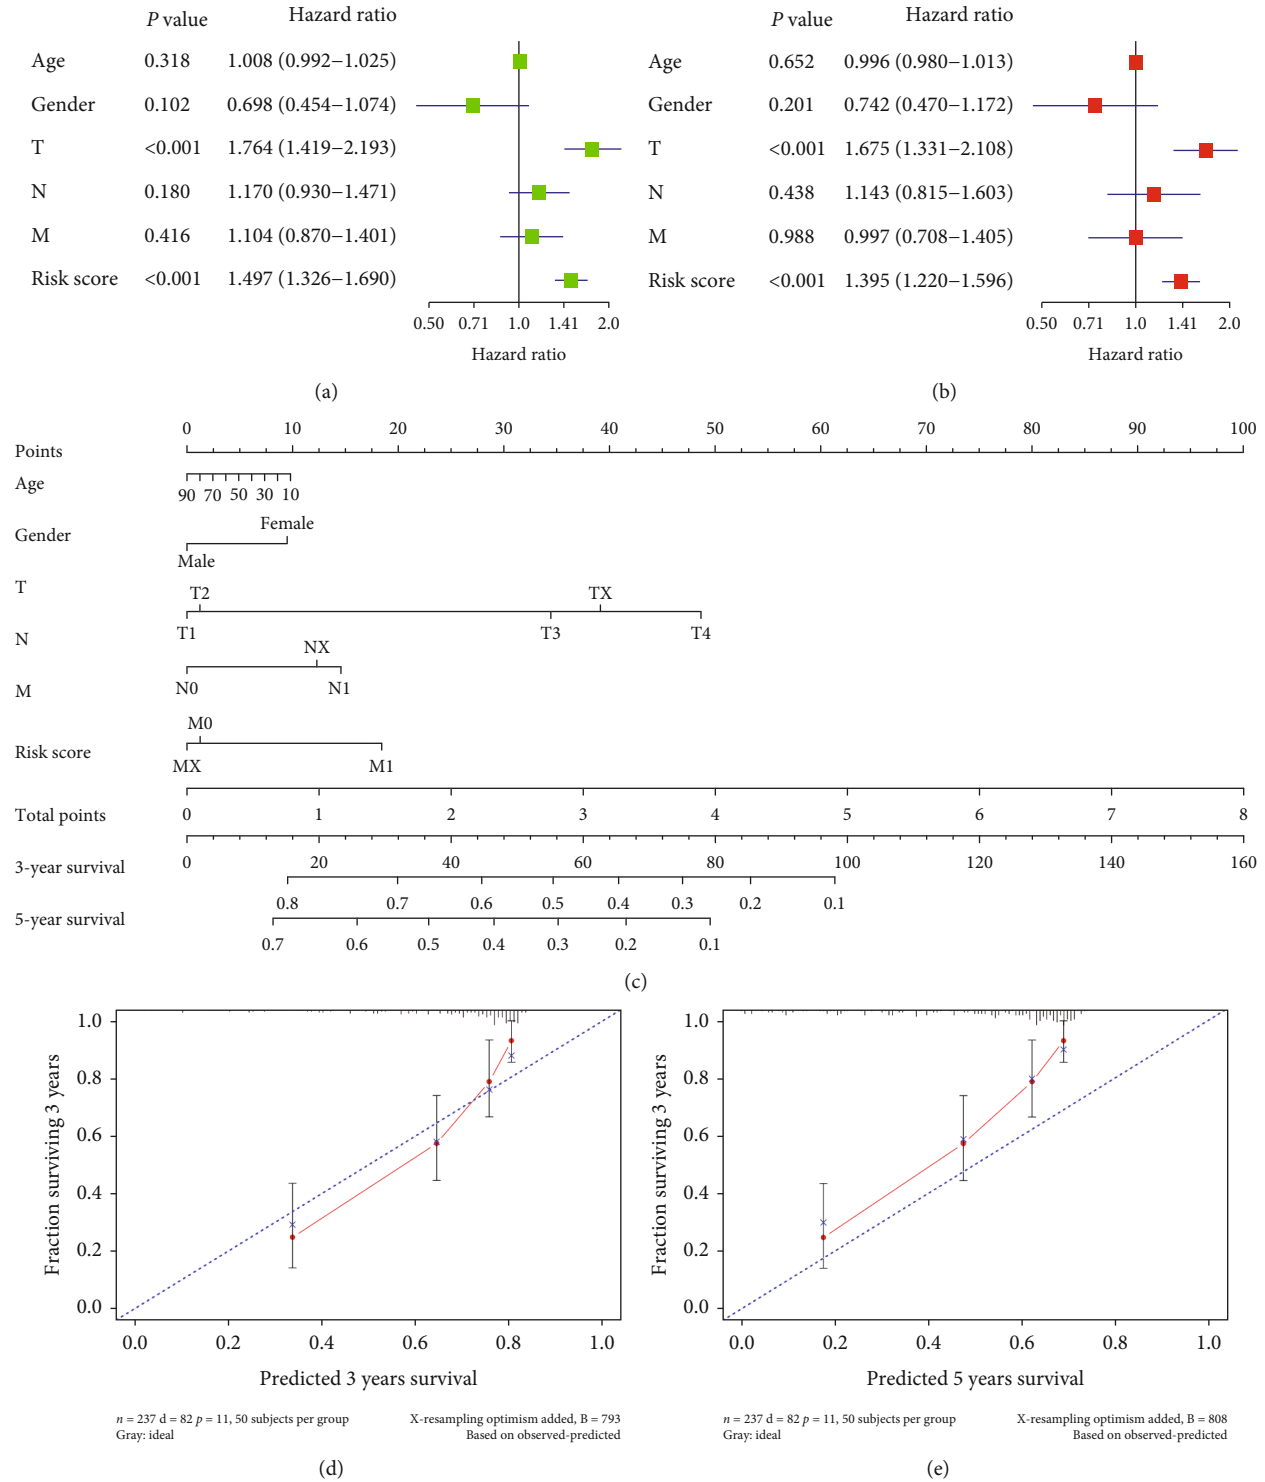 P value Hazard ratio
Age 0.318 1.008 (0.992−1.025)
Gender 0.102 0.698 (0.454−1.074)
T <0.001 1.764 (1.419−2.193)
N 0.180 1.170 (0.930−1.471)
M 0.416 1.104 (0.870−1.401)
Risk score <0.001 1.497 (1.326−1.690)
0.50 0.71 1.0 1.41 2.0
Hazard ratio
(a)
P value Hazard ratio
Age 0.652 0.996 (0.980−1.013)
Gender 0.201 0.742 (0.470−1.172)
T <0.001 1.675 (1.331−2.108)
N 0.438 1.143 (0.815−1.603)
M 0.988 0.997 (0.708−1.405)
Risk score <0.001 1.395 (1.220−1.596)
0.50 0.71 1.0 1.41 2.0
Hazard ratio
(b)
0 10 20 30 40 50 60 70 80 90 100
Points
Age
90 70 50 30 10
Female
Gender
Male
T
T2 TX
T1 T3 T4
N
NX
N0 N1
M
M0
Risk score
MX M1
Total points 0 1 2 3 4 5 6 7 8
3-year survival 0 20 40 60 80 100 120 140 160
0.8 0.7 0.6 0.5 0.4 0.3 0.2 0.1
5-year survival
0.7 0.6 0.5 0.4 0.3 0.2 0.1
(c)
Fraction surviving 3 years
1.0
0.8
0.6
0.4
0.2
0.0
0.0 0.2 0.4 0.6 0.8 1.0
Predicted 3 years survival
n = 237 d = 82 p = 11, 50 subjects per group
Gray: ideal
X-resampling optimism added, B = 793
Based on observed-predicted
(d)
Fraction surviving 3 years
1.0
0.8
0.6
0.4
0.2
0.0
0.0 0.2 0.4 0.6 0.8 1.0
Predicted 5 years survival
n = 237 d = 82 p = 11, 50 subjects per group
Gray: ideal
X-resampling optimism added, B = 808
Based on observed-predicted
(e)